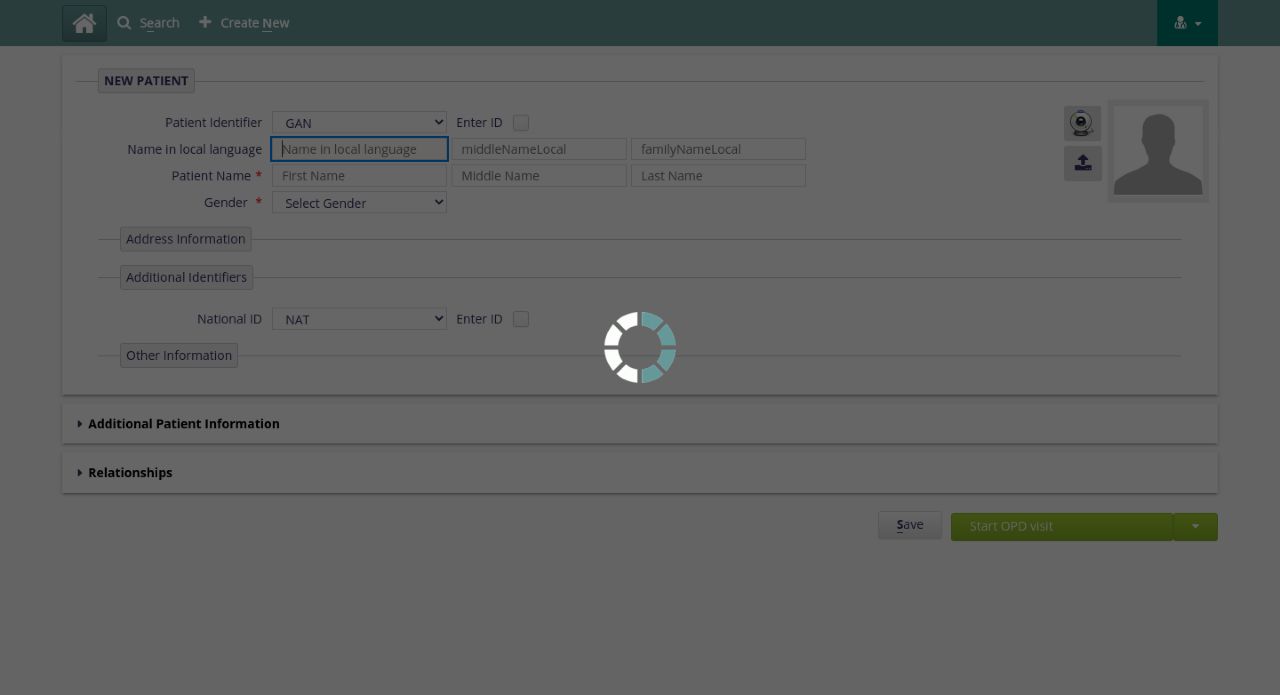 Search Create New
NEW PATIENT
Patient Identifier GAN Enter ID
Name in local language Name in local language middleNameLocal familyNameLocal
Patient Name * First Name Middle Name Last Name
Gender * Select Gender
Address Information
Additional Identifiers
National ID NAT Enter ID
Other Information
Additional Patient Information
Relationships
Save Start OPD visit